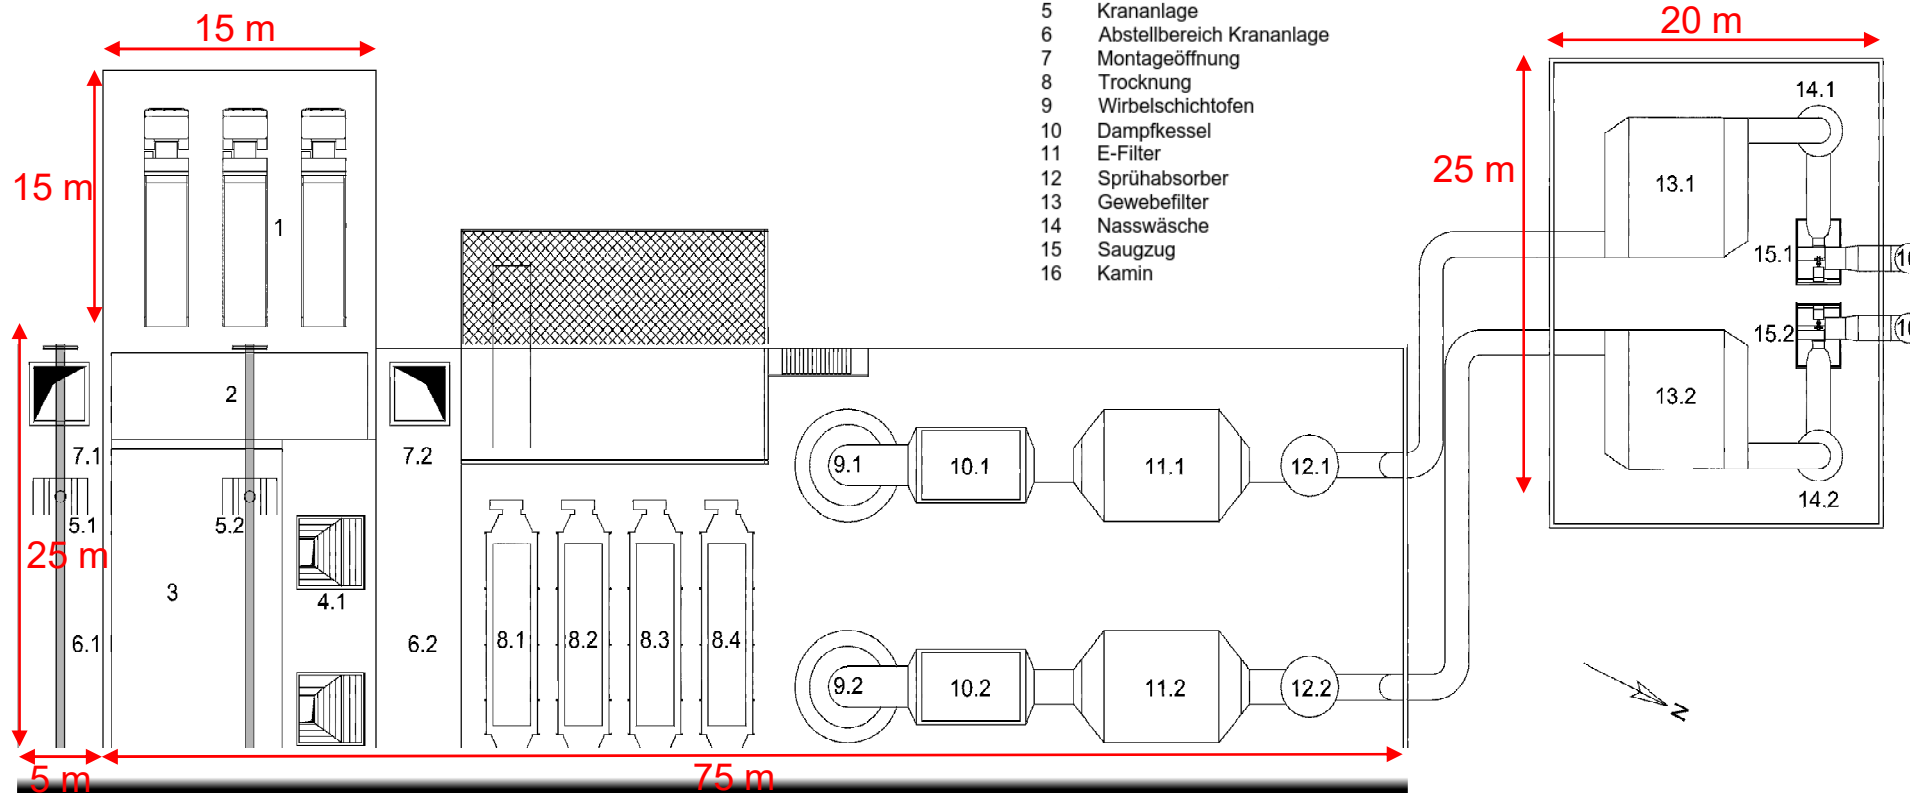 15 m
5 Krananlage
6 Abstellbereich Krananlage
7 Montageöffnung
8 Trocknung
9 Wirbelschichtofen
10 Dampfkessel
11 E-Filter
12 Sprühabsorber
13 Gewebefilter
14 Nasswäsche
15 Saugzug
16 Kamin
20 m
14.1
25 m
13.1
15 m
1
15.1
15.2
2
13.2
7.1
7.2
9.1
10.1
11.1
12.1
14.2
5.1
5.2
25 m
3
4.1
6.1
6.2
8.1
8.2
8.3
8.4
9.2
10.2
11.2
12.2
N
5 m
75 m